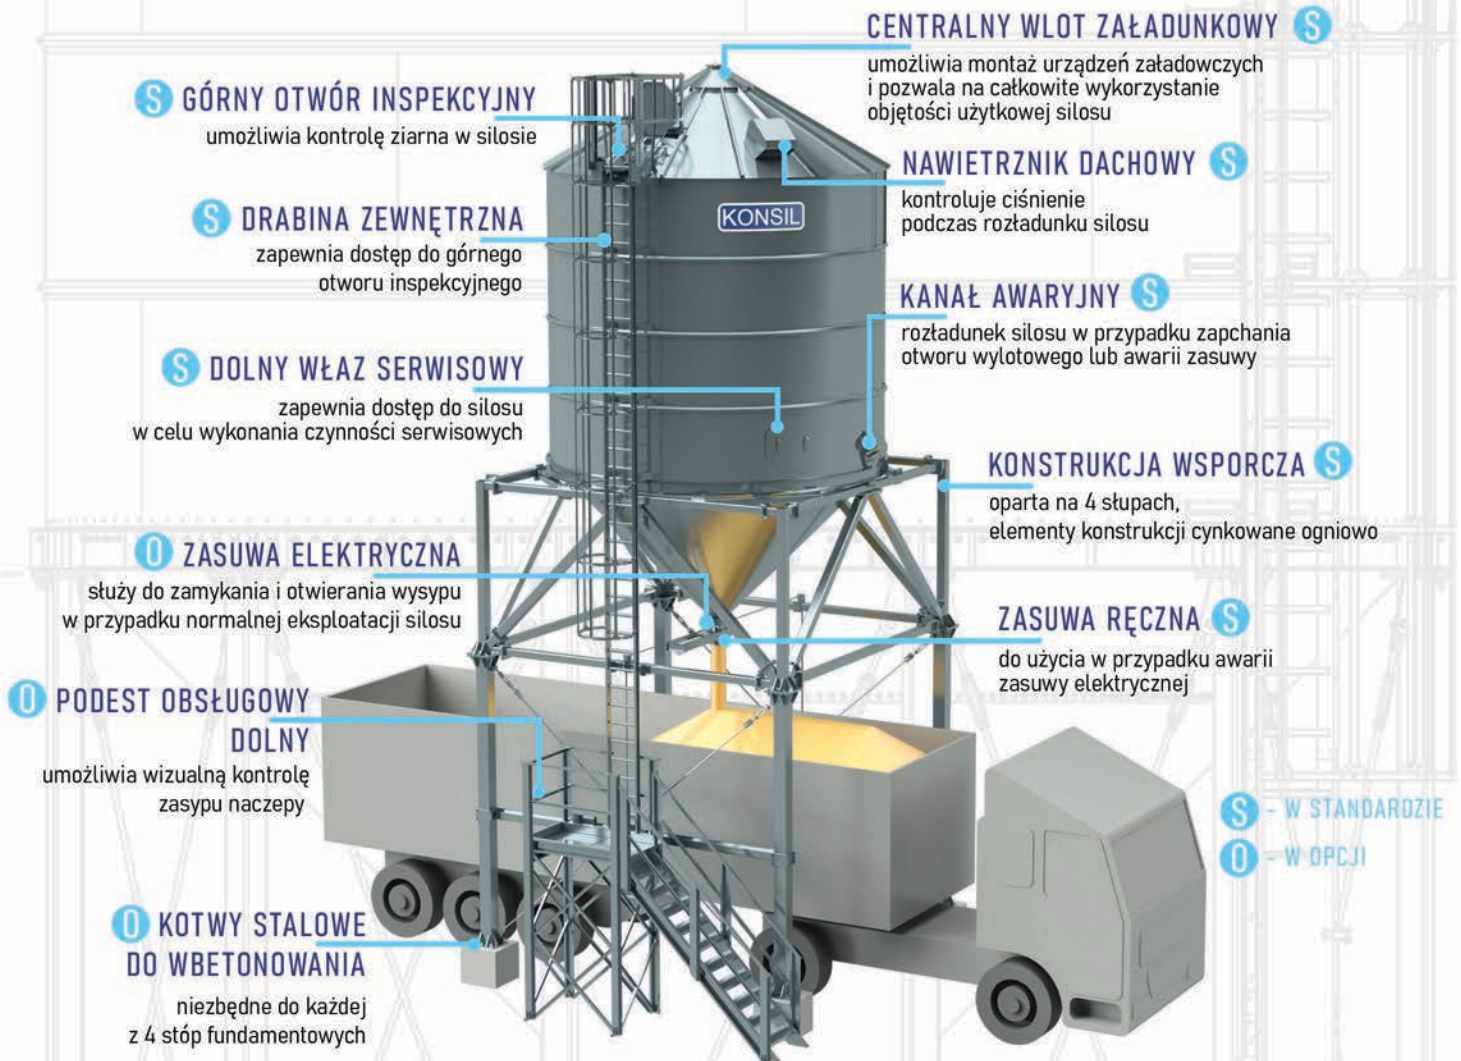 CENTRALNY WLOT ZAŁADUNKOWY S
umożliwia montaż urządzeń załadowczych
i pozwala na całkowite wykorzystanie
objętości użytkowej silosu
S GÓRNY OTWÓR INSPEKCYJNY
umożliwia kontrolę ziarna w silosie
NAWIETRZNIK DACHOWY S
kontroluje ciśnienie
podczas rozładunku silosu
KONSIL
S DRABINA ZEWNĘTRZNA
zapewnia dostęp do górnego
otworu inspekcyjnego
KANAŁ AWARYJNY S
rozładunek silosu w przypadku zapchania
otworu wylotowego lub awarii zasuwy
S DOLNY WŁAZ SERWISOWY
zapewnia dostęp do silosu
w celu wykonania czynności serwisowych
KONSTRUKCJA WSPORCZA S
oparta na 4 słupach,
elementy konstrukcji cynkowane ogniowo
O ZASUWA ELEKTRYCZNA
służy do zamykania i otwierania wysypu
w przypadku normalnej eksploatacji silosu
ZASUWA RĘCZNA S
do użycia w przypadku awarii
zasuwy elektrycznej
O PODEST OBSŁUGOWY
DOLNY
umożliwia wizualną kontrolę
zasypu naczepy
S - W STANDARDZIE
O - W OPCJI
O KOTWY STALOWE
DO WBETONOWANIA
niezbędne do każdej
z 4 stóp fundamentowych